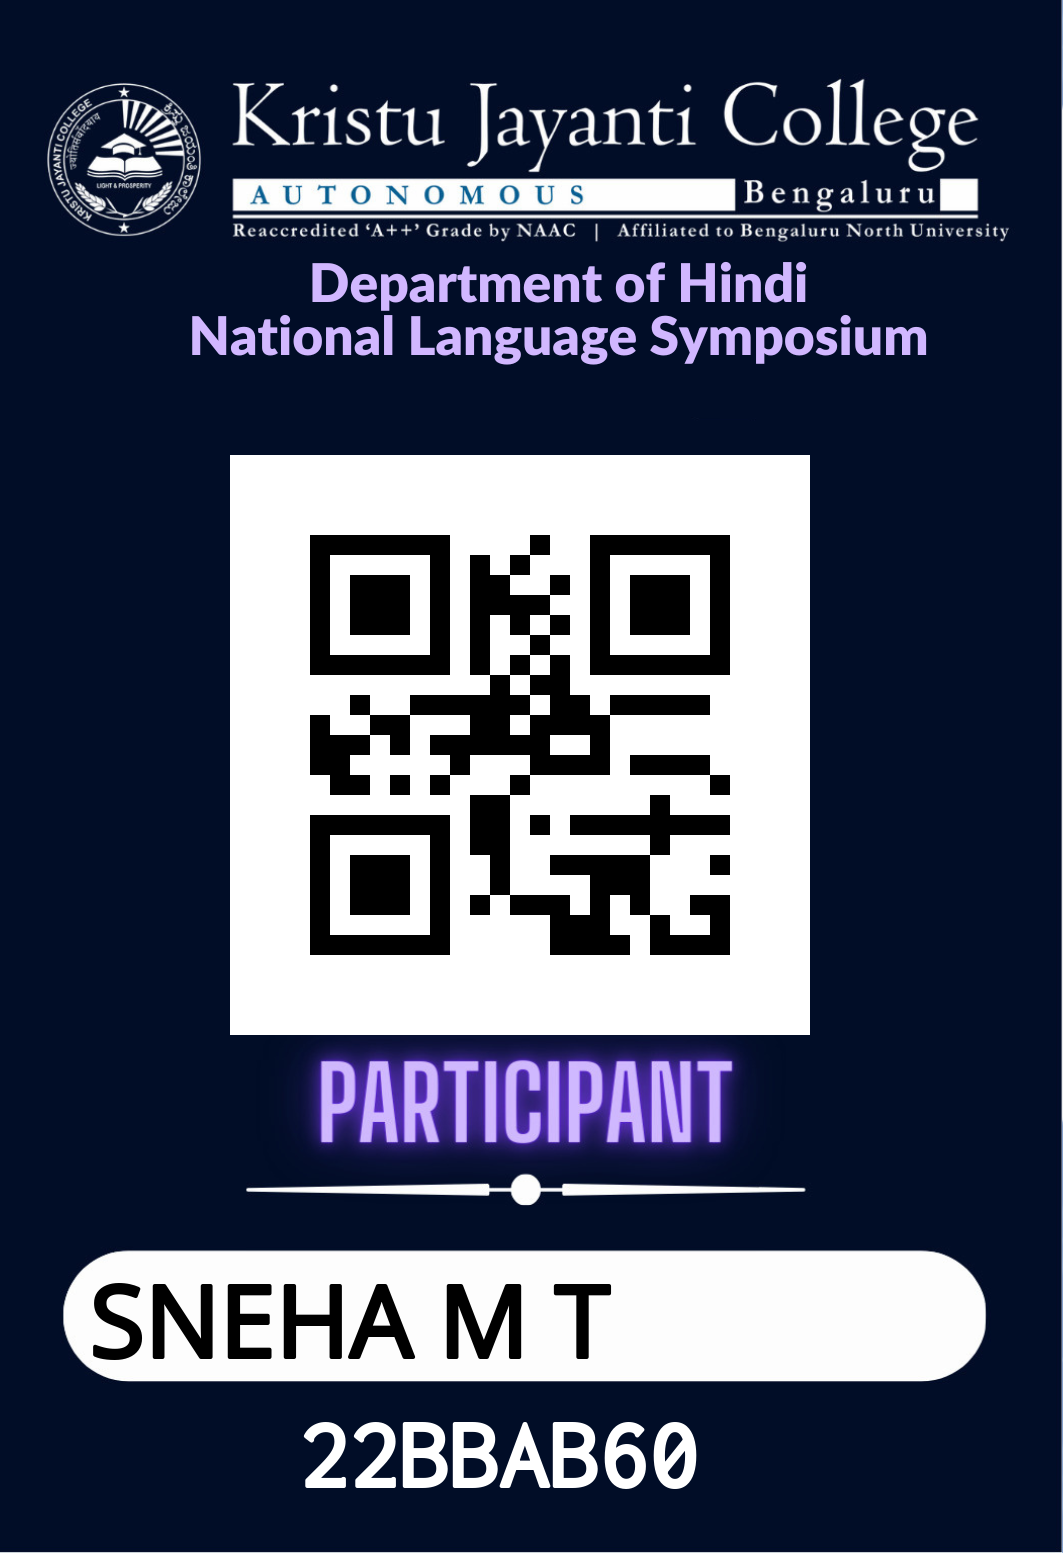 KRISTU JAYANTI COLLEGE
LIGHT & PROSPERITY
Kristu Jayanti College
AUTONOMOUS Bengaluru
Reaccredited ‘A++’ Grade by NAAC | Affiliated to Bengaluru North University
Department of Hindi
National Language Symposium
PARTICIPANT
SNEHA M T
22BBAB60